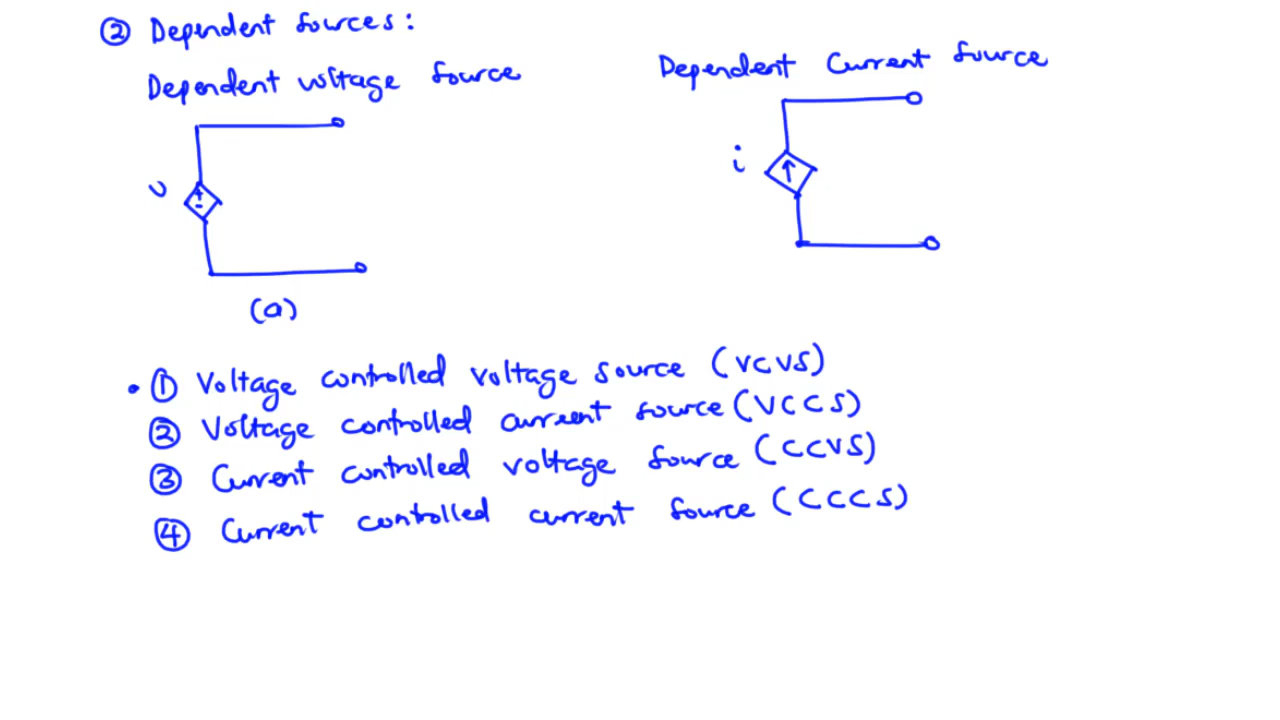 ② Dependent Sources:
Dependent voltage Source
Dependent Current Source
υ
+
-
i
(a)
• ① Voltage controlled voltage source (VCVS)
② Voltage controlled current source (VCCS)
③ Current controlled voltage source (CCVS)
④ Current controlled current source (CCCS)